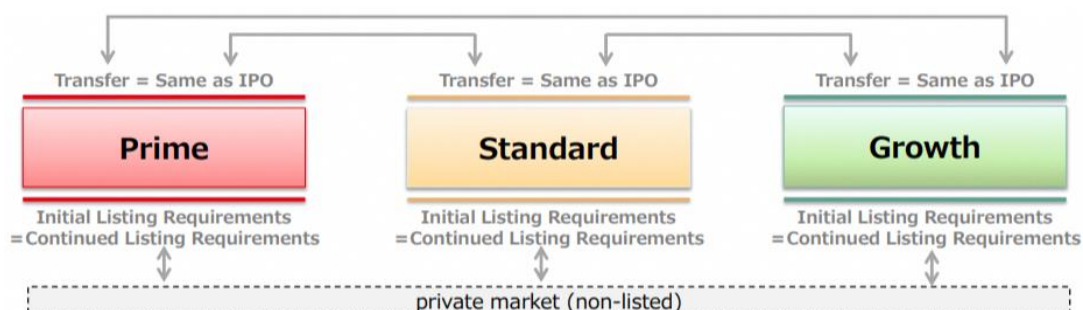 Transfer = Same as IPO
Transfer = Same as IPO
Transfer = Same as IPO
Prime
Standard
Growth
Initial Listing Requirements
=Continued Listing Requirements
Initial Listing Requirements
=Continued Listing Requirements
Initial Listing Requirements
=Continued Listing Requirements
private market (non-listed)